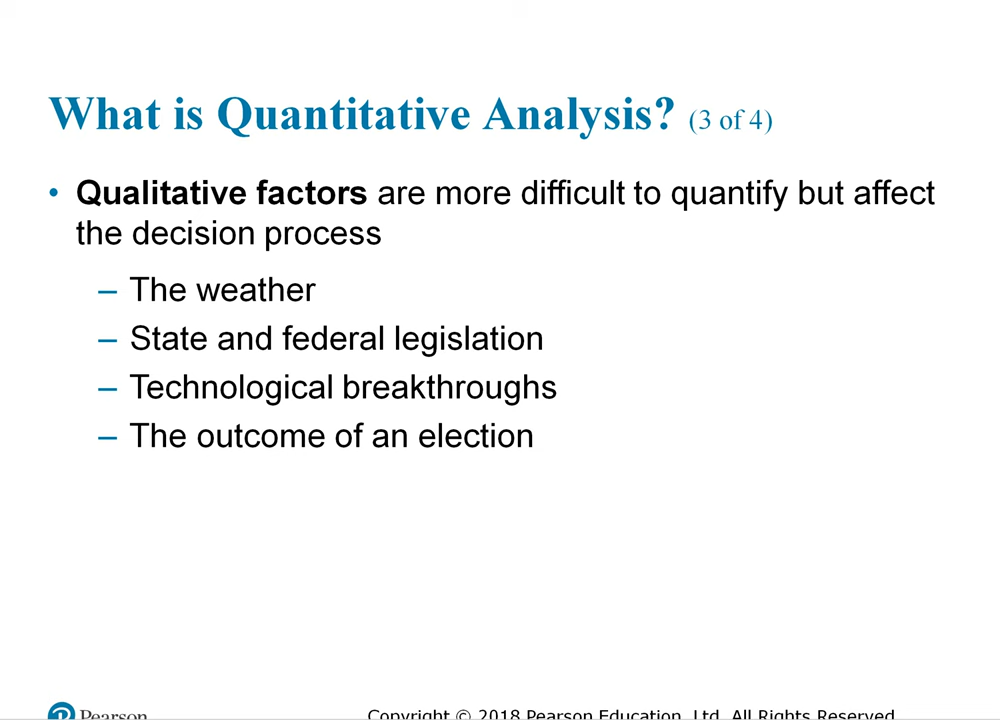 What is Quantitative Analysis? (3 of 4)
• Qualitative factors are more difficult to quantify but affect
the decision process
– The weather
– State and federal legislation
– Technological breakthroughs
– The outcome of an election
Pearson
Copyright © 2018 Pearson Education, Ltd. All Rights Reserved